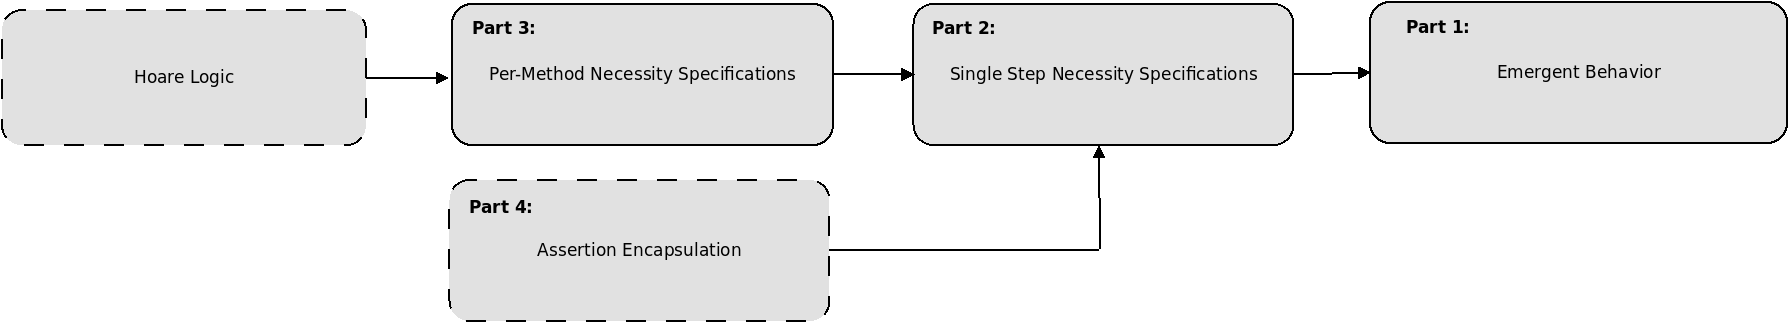 Hoare Logic
Part 3:
Per-Method Necessity Specifications
Part 2:
Single Step Necessity Specifications
Part 1:
Emergent Behavior
Part 4:
Assertion Encapsulation